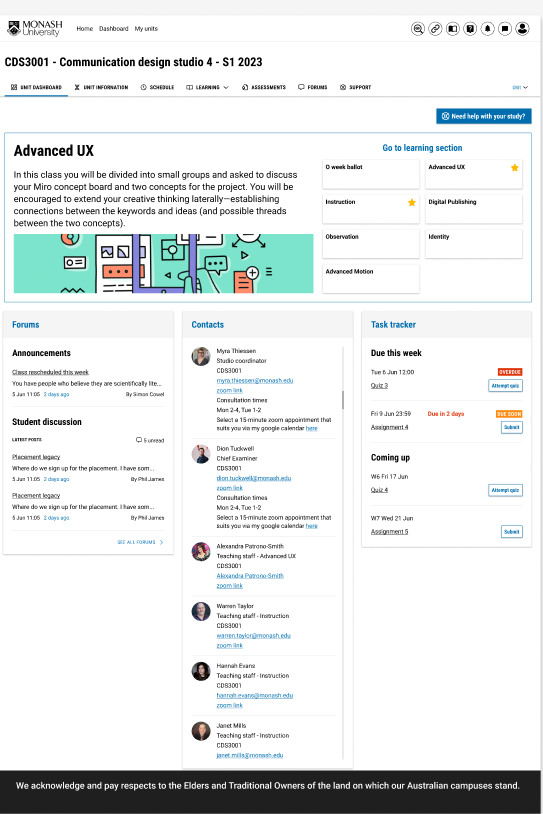 MONASH
University
Home Dashboard My units
CDS3001 - Communication design studio 4 - S1 2023
UNIT DASHBOARD UNIT INFORMATION SCHEDULE LEARNING ASSESSMENTS FORUMS SUPPORT
Need help with your study?
Advanced UX
In this class you will be divided into small groups and asked to discuss
your Miro concept board and two concepts for the project. You will be
encouraged to extend your creative thinking laterally—establishing
connections between the keywords and ideas (and possible threads
between the two concepts).
Go to learning section
O week ballot
Advanced UX
Instruction
Digital Publishing
Observation
Identity
Advanced Motion
Forums
Announcements
Class rescheduled this week
You have people who believe they are scientifically lite...
5 Jun 11:05 2 days ago By Simon Cowel
Student discussion
LATEST POSTS 5 unread
Placement legacy
Where do we sign up for the placement. I have som...
5 Jun 11:05 2 days ago By Phil James
Placement legacy
Where do we sign up for the placement. I have som...
5 Jun 11:05 2 days ago By Phil James
SEE ALL FORUMS
Contacts
Myra Thiessen
Studio coordinator
CDS3001
myra.thiessen@monash.edu
zoom link
Consultation times
Mon 2-4, Tue 1-2
Select a 15-minute zoom appointment that
suits you via my google calendar here
Dion Tuckwell
Chief Examiner
CDS3001
dion.tuckwell@monash.edu
zoom link
Consultation times
Mon 2-4, Tue 1-2
Select a 15-minute zoom appointment that
suits you via my google calendar here
Alexandra Patrono-Smith
Teaching staff - Advanced UX
CDS3001
Alexandra Patrono-Smith
zoom link
Warren Taylor
Teaching staff - Instruction
CDS3001
warren.taylor@monash.edu
zoom link
Hannah Evans
Teaching staff - Instruction
CDS3001
hannah.evans@monash.edu
zoom link
Janet Mills
Teaching staff - Instruction
CDS3001
janet.mills@monash.edu
Task tracker
Due this week
Tue 6 Jun 12:00 OVERDUE
Quiz 3 Attempt quiz
Fri 9 Jun 23:59 Due in 2 days DUE SOON
Assignment 4 Submit
Coming up
W6 Fri 17 Jun
Quiz 4 Attempt quiz
W7 Wed 21 Jun
Assignment 5 Submit
We acknowledge and pay respects to the Elders and Traditional Owners of the land on which our Australian campuses stand.